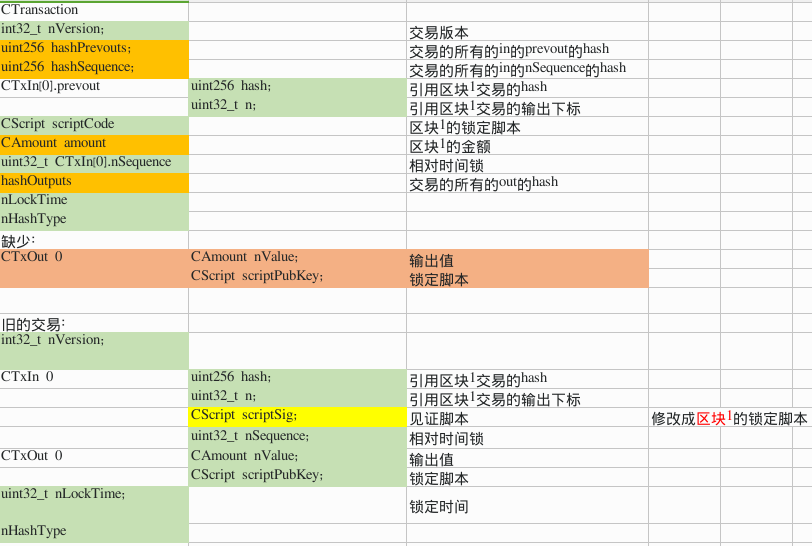 CTransaction
int32_t nVersion; 交易版本
uint256 hashPrevouts; 交易的所有的in的prevout的hash
uint256 hashSequence; 交易的所有的in的nSequence的hash
CTxIn[0].prevout uint256 hash; 引用区块1交易的hash
uint32_t n; 引用区块1交易的输出下标
CScript scriptCode 区块1的锁定脚本
CAmount amount 区块1的金额
uint32_t CTxIn[0].nSequence 相对时间锁
hashOutputs 交易的所有的out的hash
nLockTime
nHashType
缺少:
CTxOut 0 CAmount nValue; 输出值
CScript scriptPubKey; 锁定脚本
旧的交易:
int32_t nVersion;
CTxIn 0 uint256 hash; 引用区块1交易的hash
uint32_t n; 引用区块1交易的输出下标
CScript scriptSig; 见证脚本 修改成区块1的锁定脚本
uint32_t nSequence; 相对时间锁
CTxOut 0 CAmount nValue; 输出值
CScript scriptPubKey; 锁定脚本
uint32_t nLockTime; 锁定时间
nHashType